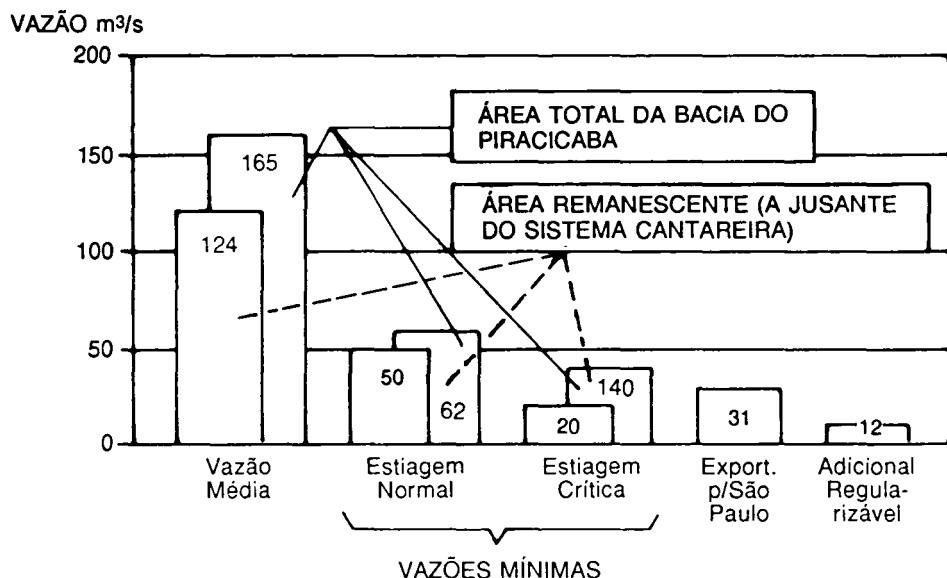 VAZÃO m³/s
200
150
100
50
0
ÁREA TOTAL DA BACIA DO
PIRACICABA
ÁREA REMANESCENTE (A JUSANTE
DO SISTEMA CANTAREIRA)
165
124
50
62
140
20
31
12
Vazão
Média
Estiagem
Normal
Estiagem
Crítica
Export.
p/São
Paulo
Adicional
Regula-
rizável
VAZÕES MÍNIMAS